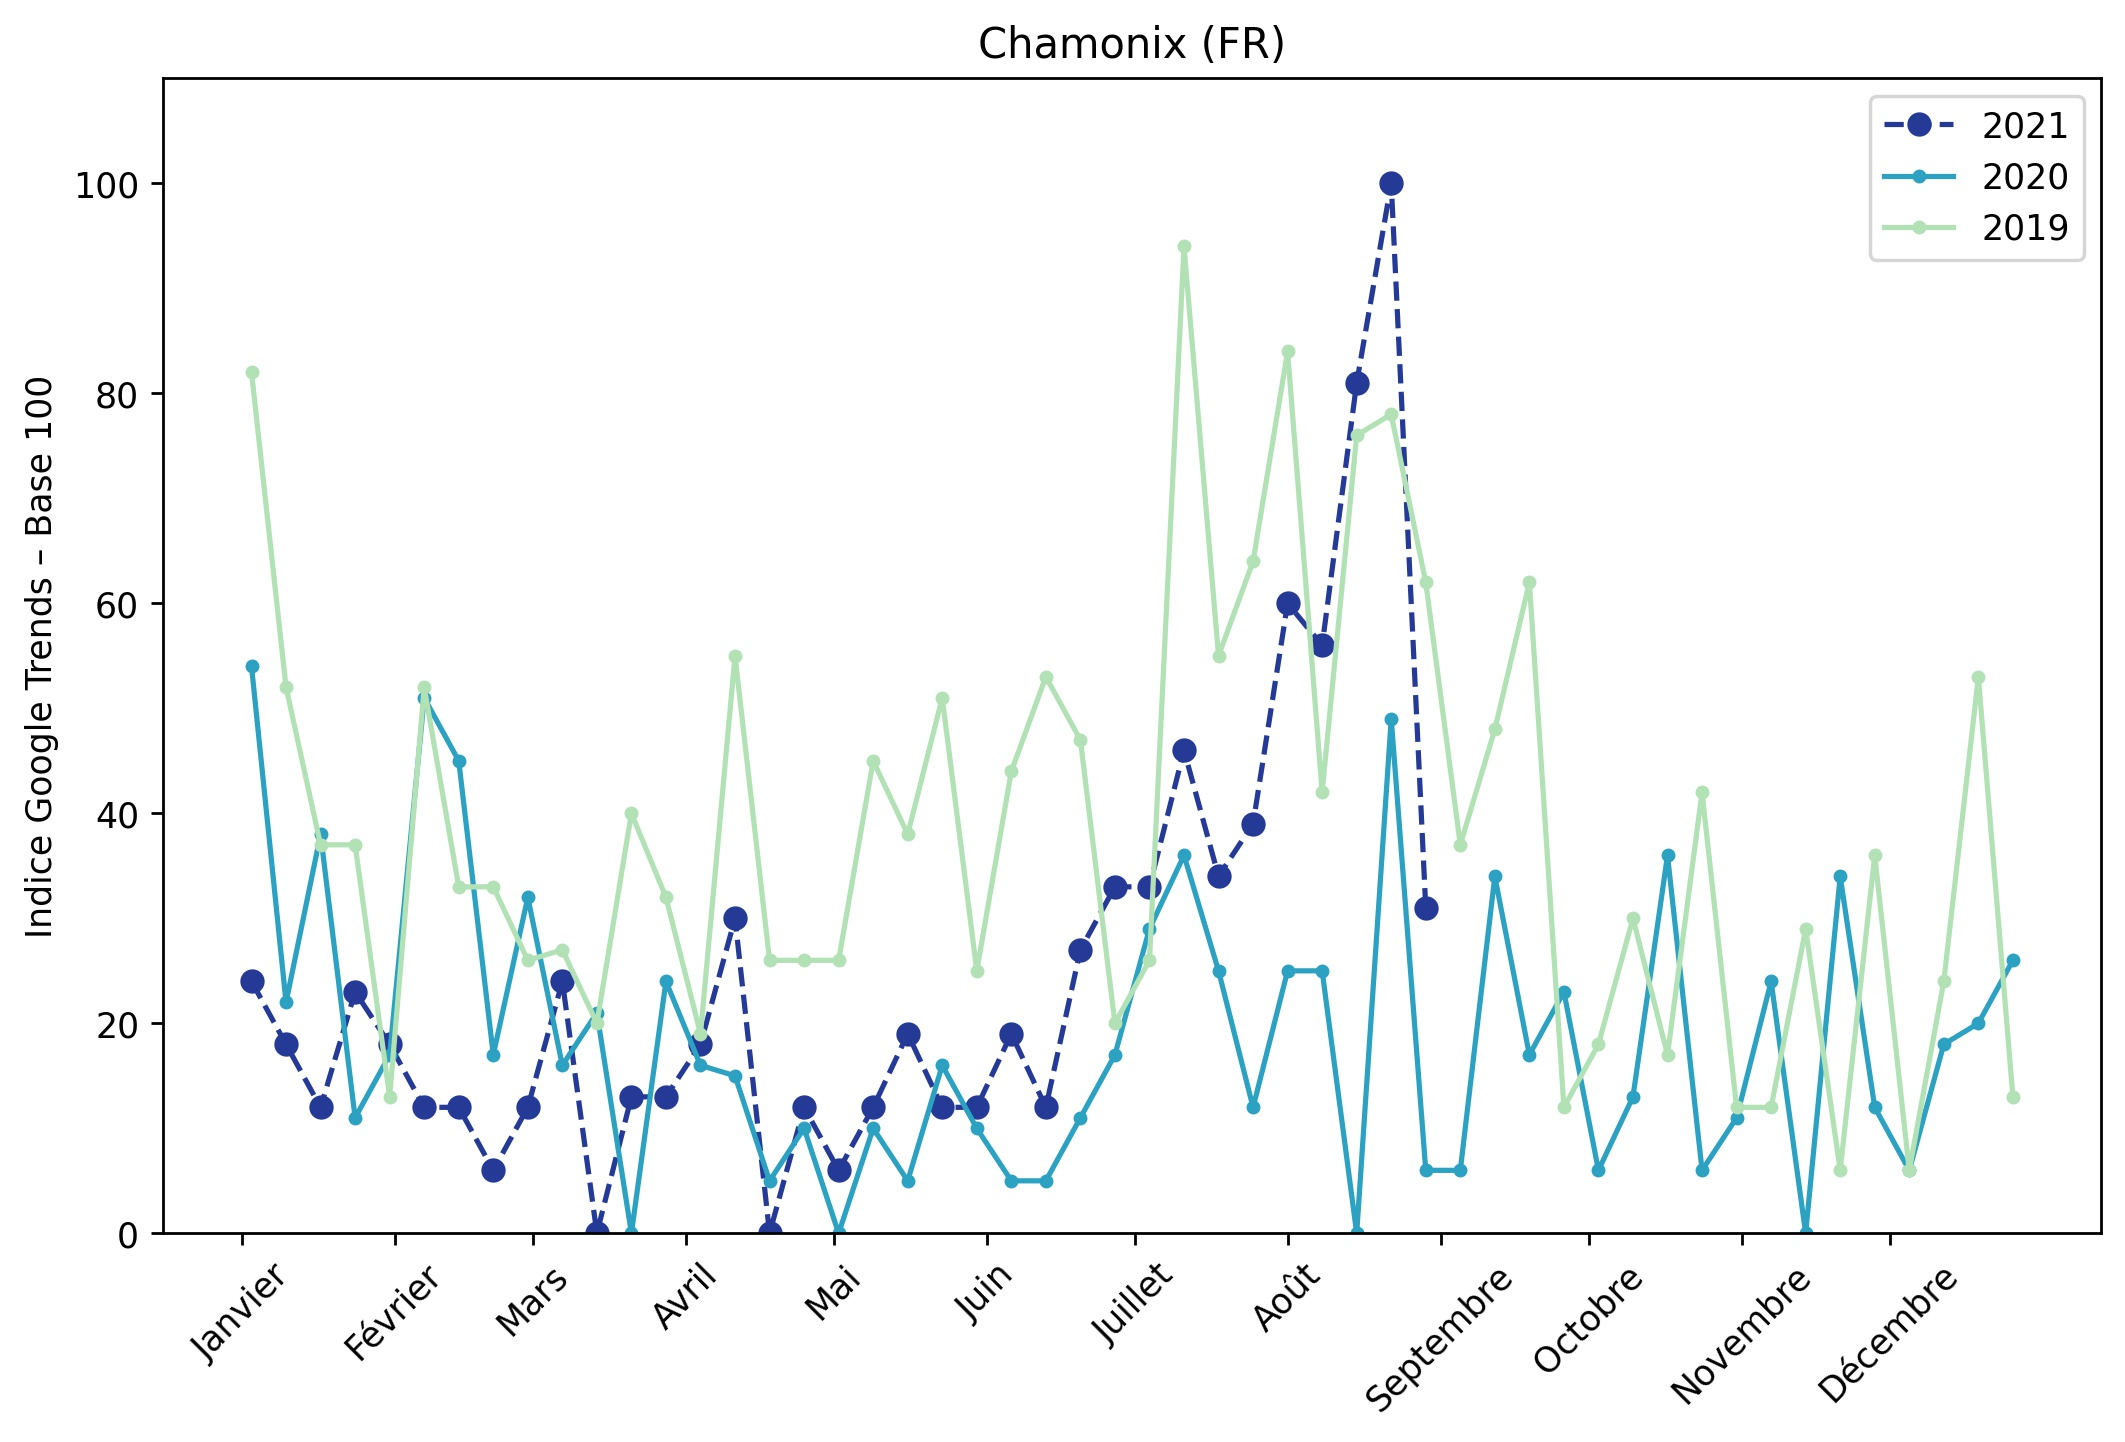 Chamonix (FR)
2021
2020
2019
Indice Google Trends – Base 100
100
80
60
40
20
0
Janvier
Février
Mars
Avril
Mai
Juin
Juillet
Août
Septembre
Octobre
Novembre
Décembre